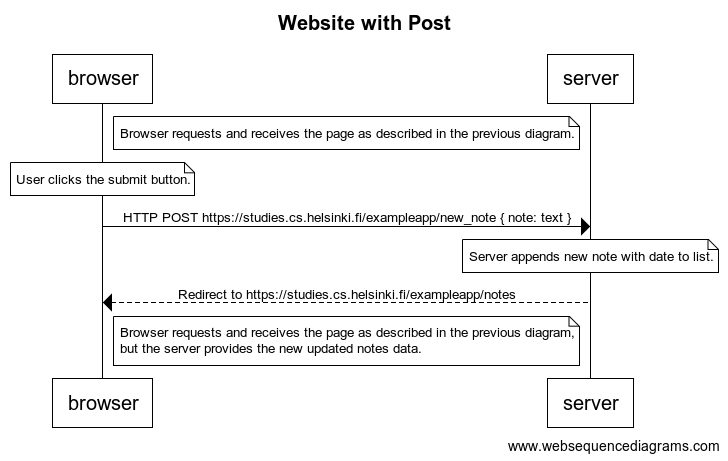 Website with Post
browser
server
Browser requests and receives the page as described in the previous diagram.
User clicks the submit button.
HTTP POST https://studies.cs.helsinki.fi/exampleapp/new_note { note: text }
Server appends new note with date to list.
Redirect to https://studies.cs.helsinki.fi/exampleapp/notes
Browser requests and receives the page as described in the previous diagram,
but the server provides the new updated notes data.
browser
server
www.websequencediagrams.com